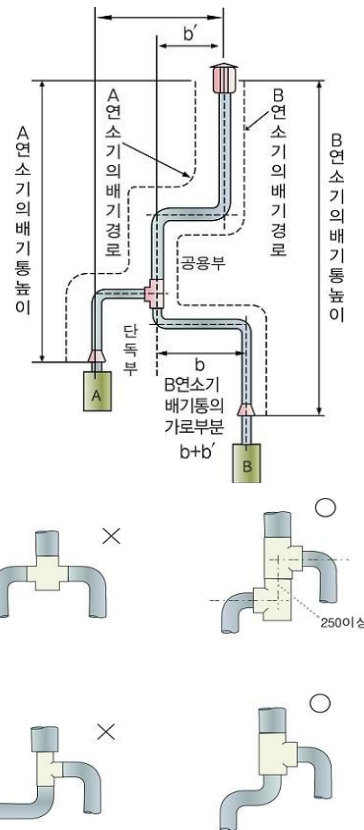 b′
A연소기의배기통높이
A연소기의배기경로
B연소기의배기경로
B연소기의배기통높이
공용부
단독부
b
B연소기
배기통의
가로부분
b+b′
A
B
×
○
250이상
×
○